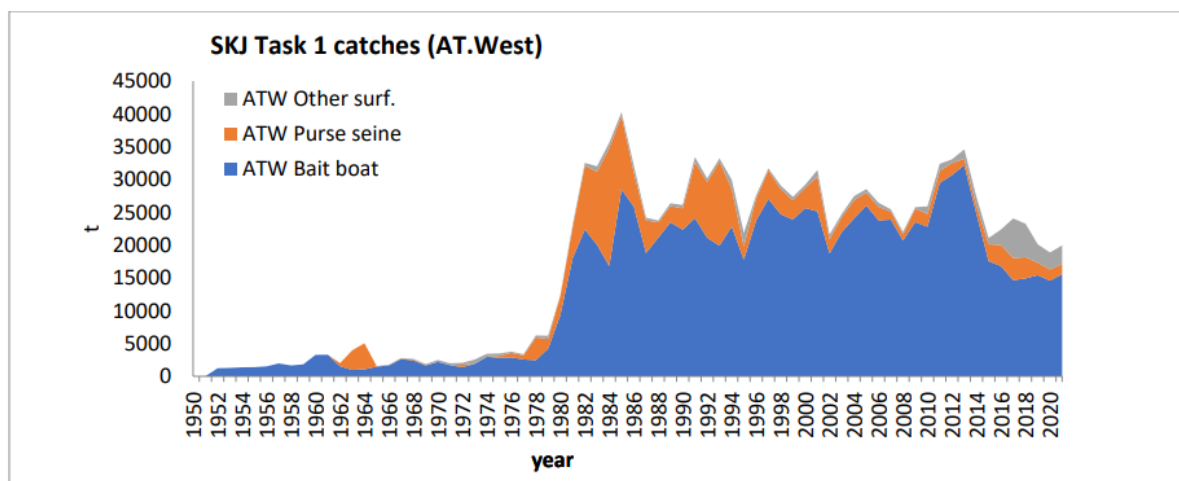 SKJ Task 1 catches (AT.West)
45000
40000
35000
30000
25000
20000
15000
10000
5000
0
t
ATW Other surf.
ATW Purse seine
ATW Bait boat
1950 1952 1954 1956 1958 1960 1962 1964 1966 1968 1970 1972 1974 1976 1978 1980 1982 1984 1986 1988 1990 1992 1994 1996 1998 2000 2002 2004 2006 2008 2010 2012 2014 2016 2018 2020
year